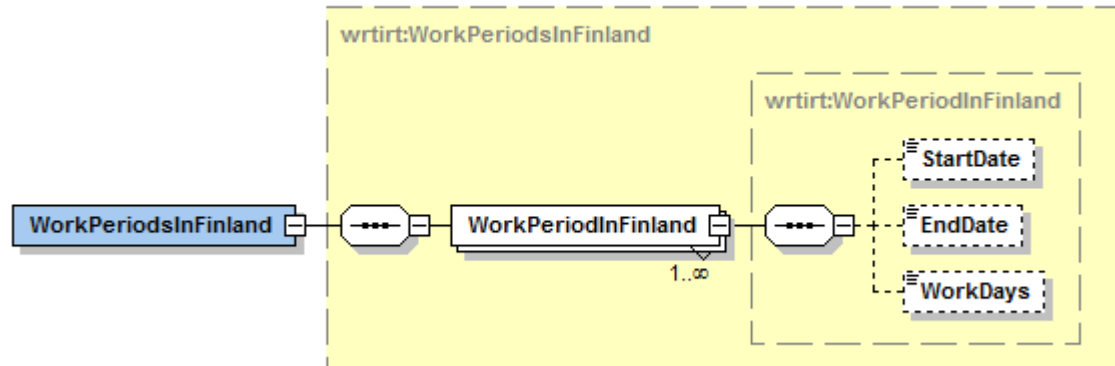 wrtirt:WorkPeriodsInFinland
wrtirt:WorkPeriodInFinland
StartDate
WorkPeriodsInFinland
WorkPeriodInFinland
EndDate
1..∞
WorkDays